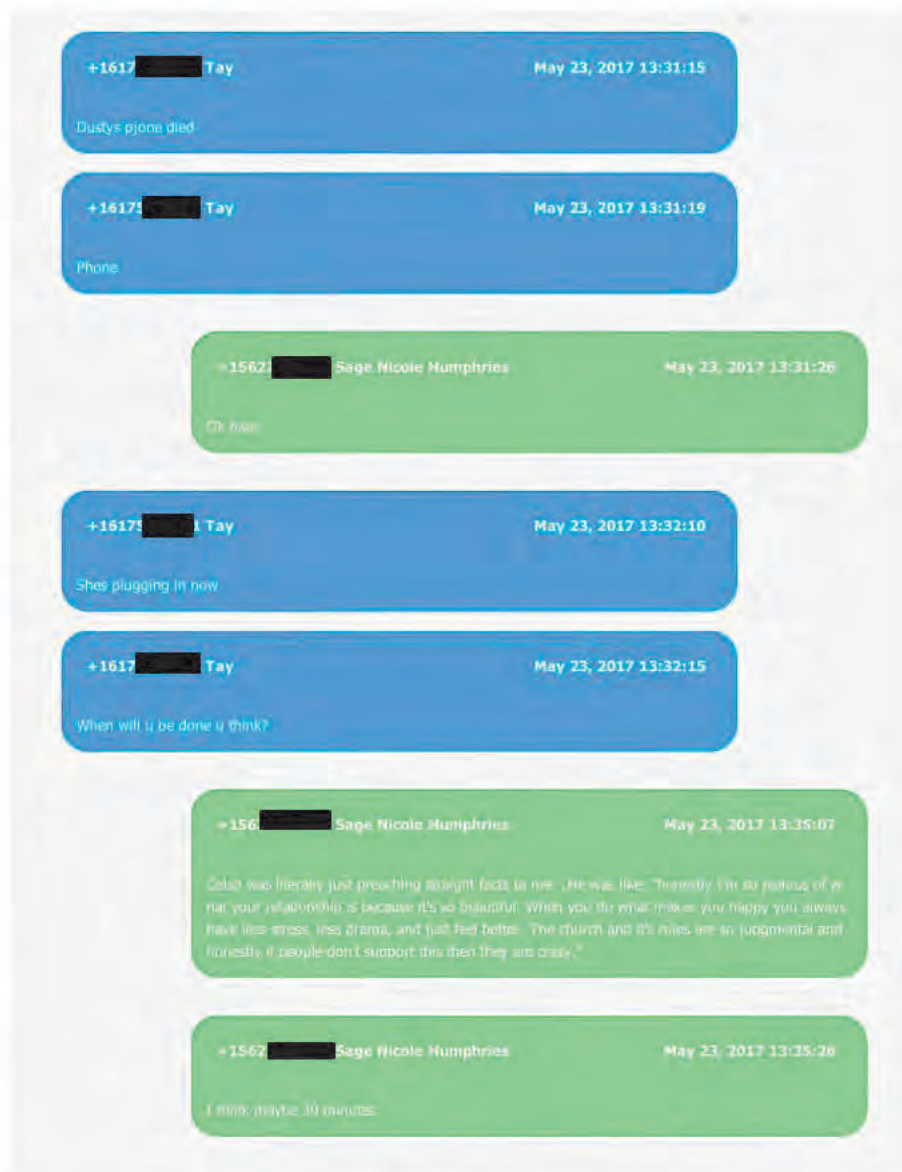 +1617 Tay May 23, 2017 13:31:15
Dustys pjone died
+16175 Tay May 23, 2017 13:31:19
Phone
+1562 Sage Nicole Humphries May 23, 2017 13:31:26
Ok
+16175 1 Tay May 23, 2017 13:32:10
Shes plugging in now
+1617 Tay May 23, 2017 13:32:15
When will u be done u think?
+156 Sage Nicole Humphries May 23, 2017 13:35:07
was literally just preaching straight facts to me. He was like "honestly I'm so jealous of w
hat your relationship is because it's so beautiful. When you do what makes you happy you always
have less stress, less drama, and just feel better. The church and it's rules are so judgmental and
honestly if people don't support this then they are crazy."
+1562 Sage Nicole Humphries May 23, 2017 13:35:26
I think maybe 30 minutes